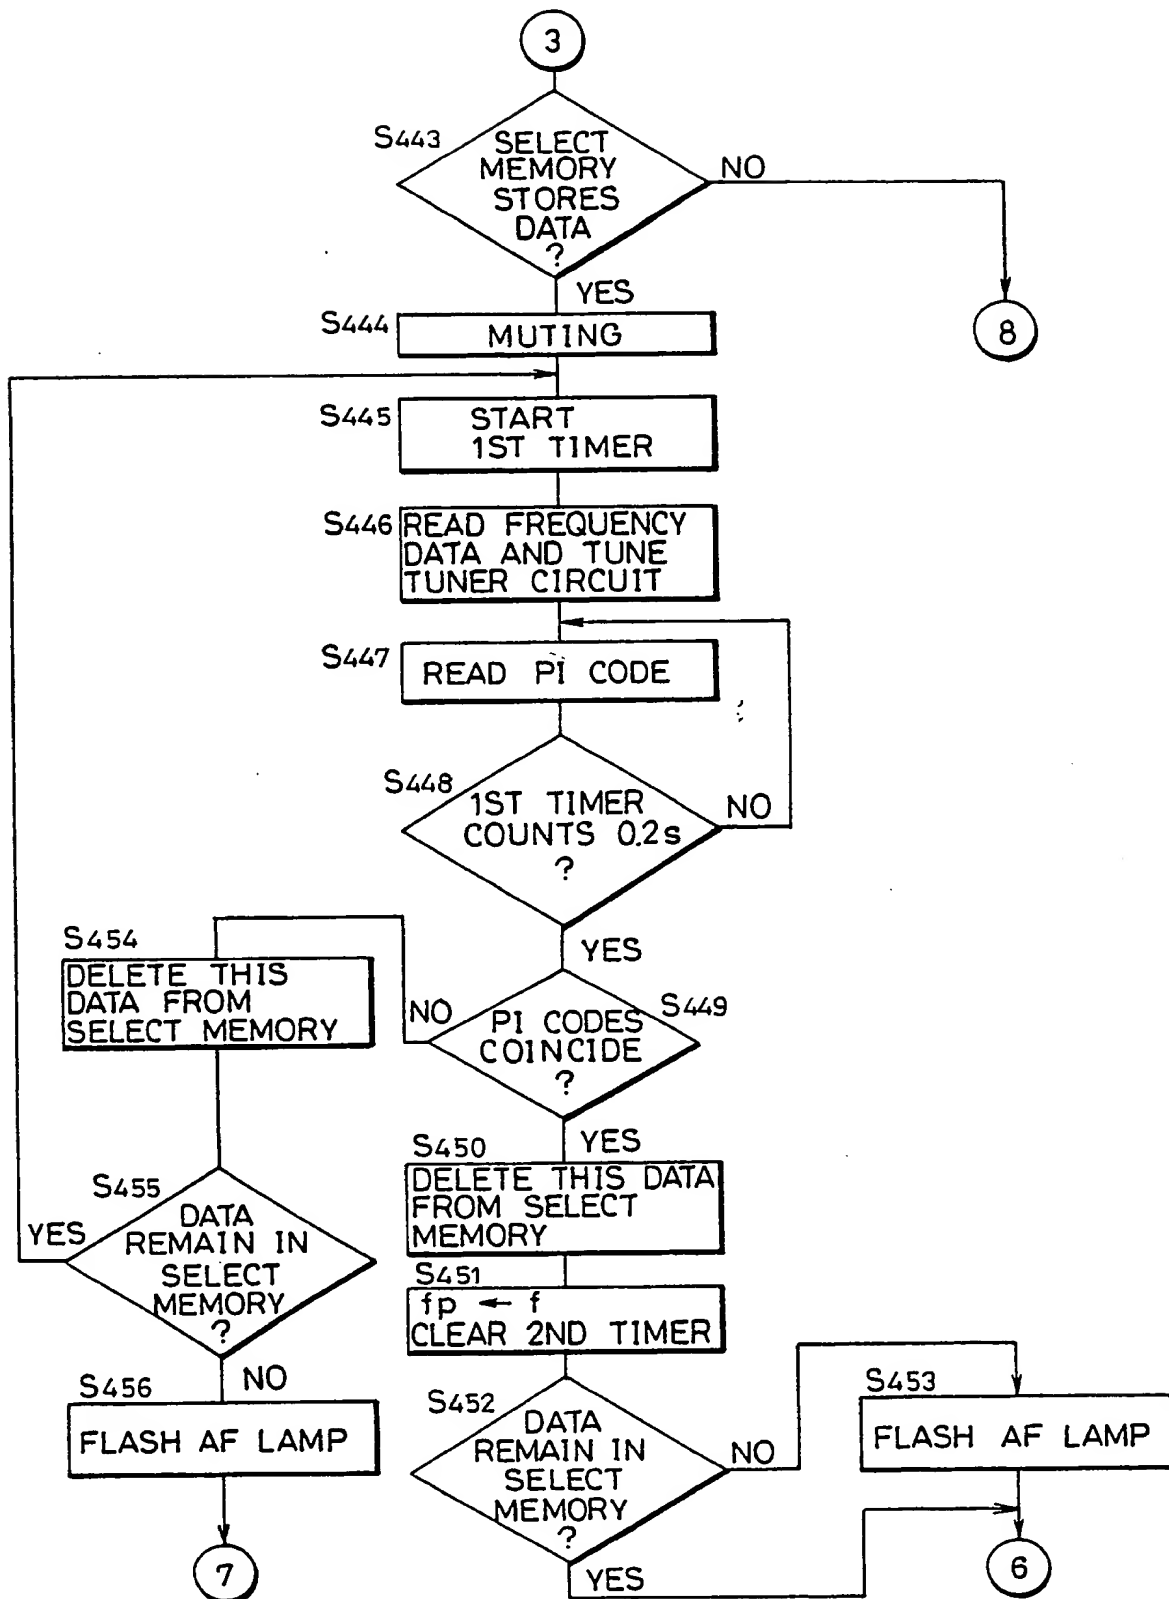 3
S443
SELECT
MEMORY
STORES
DATA
?
NO
YES
8
S444
MUTING
S445
START
1ST TIMER
S446
READ FREQUENCY
DATA AND TUNE
TUNER CIRCUIT
S447
READ PI CODE
S448
1ST TIMER
COUNTS 0.2s
?
NO
YES
S449
PI CODES
COINCIDE
?
NO
YES
S454
DELETE THIS
DATA FROM
SELECT MEMORY
S450
DELETE THIS DATA
FROM SELECT
MEMORY
S455
DATA
REMAIN IN
SELECT
MEMORY
?
YES
NO
S451
fp ← f
CLEAR 2ND TIMER
S456
FLASH AF LAMP
S452
DATA
REMAIN IN
SELECT
MEMORY
?
NO
YES
S453
FLASH AF LAMP
7
6